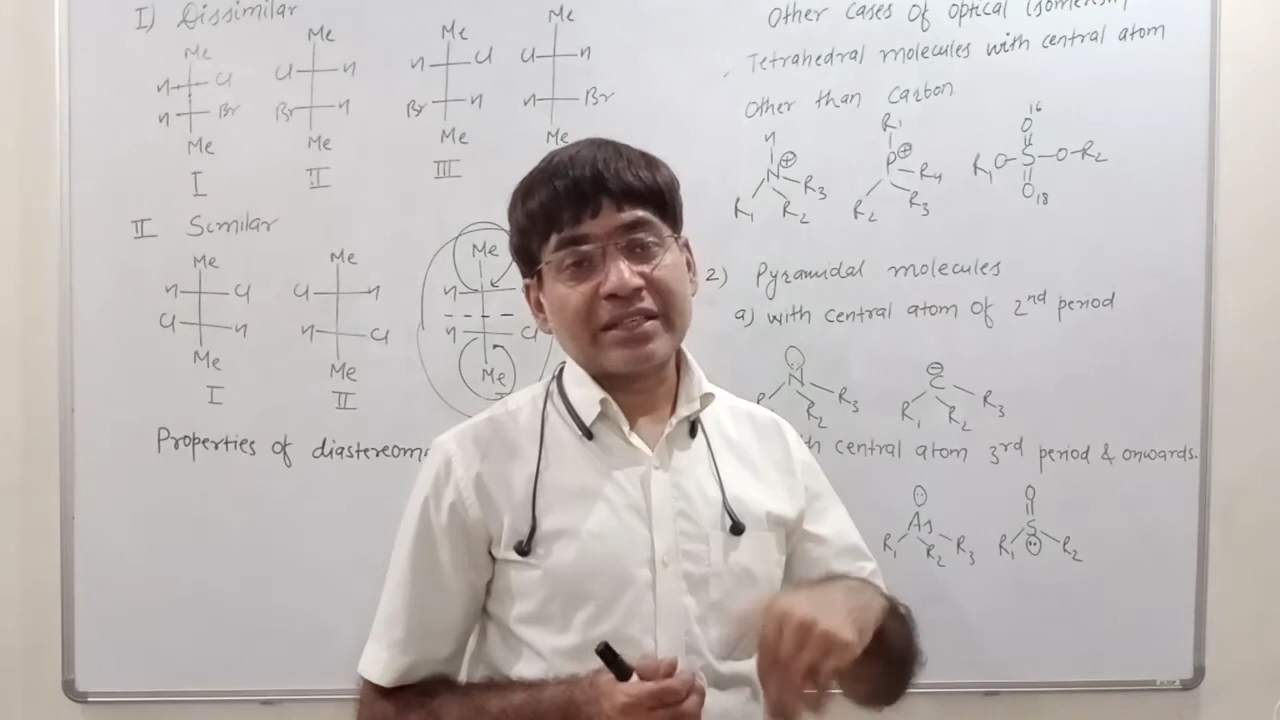 I) Dissimilar
Me Me Me Me
H Cl Cl H H Cl Cl H
H Br Br H Br H H Br
Me Me Me Me
I II III
II Similar
Me Me Me
H Cl Cl H H
Cl H H Cl H Cl
Me Me Me
I II
Properties of diastereom
Other cases of optical isomerism
Tetrahedral molecules with central atom
Other than Carbon
H
N ⊕
R1 R2 R3
R1
P ⊕
R2 R3 R4
O 16
R1O-S-O-R2
O 18
2) Pyramidal molecules
a) with central atom of 2nd period
N
R2 R3
⊖
C
R1 R2 R3
h central atom 3rd period & onwards.
As
R1 R2 R3
O
S
R1 R2